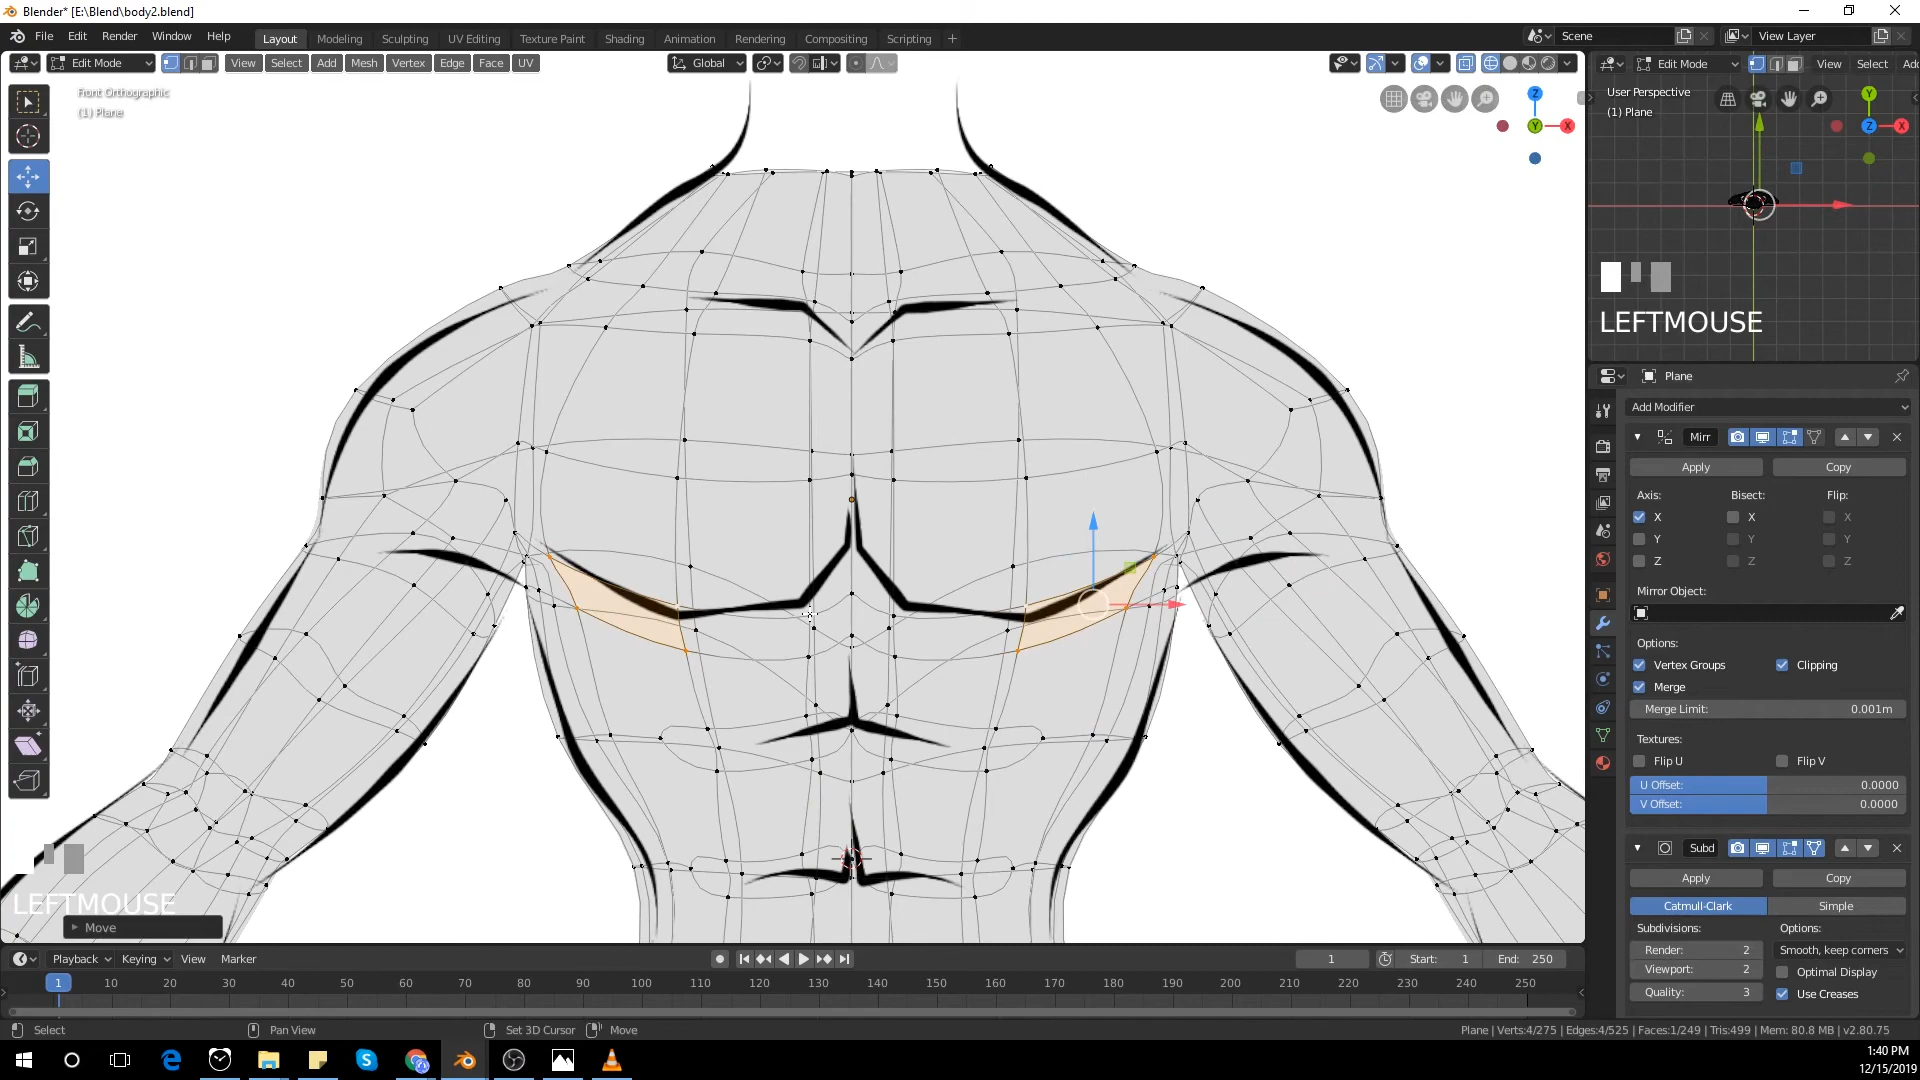 Blender* [E:\Blend\body2.blend]
File Edit Render Window Help
Layout Modeling Sculpting UV Editing Texture Paint Shading Animation Rendering Compositing Scripting +
Scene View Layer
Edit Mode View Select Add Mesh Vertex Edge Face UV Global
Edit Mode View Select Ad
Front Orthographic
(1) Plane
Z
Y
X
User Perspective
(1) Plane
Y
Z
X
LEFTMOUSE
Plane
Add Modifier
Mirr
Apply Copy
Axis: Bisect: Flip:
X X X
Y Y Y
Z Z Z
Mirror Object:
Options:
Vertex Groups Clipping
Merge
Merge Limit: 0.001m
Textures:
Flip U Flip V
U Offset: 0.0000
V Offset: 0.0000
Subd
Apply Copy
Catmull-Clark Simple
Subdivisions: Options:
Render: 2 Smooth, keep corners
Viewport: 2 Optimal Display
Quality: 3 Use Creases
LEFTMOUSE
Move
Playback Keying View Marker 1 Start: 1 End: 250
1 10 20 30 40 50 60 70 80 90 100 110 120 130 140 150 160 170 180 190 200 210 220 230 240 250
Select Pan View Set 3D Cursor Move Plane | Verts:4/275 | Edges:4/525 | Faces:1/249 | Tris:499 | Mem: 80.8 MB | v2.80.75
1:40 PM
12/15/2019